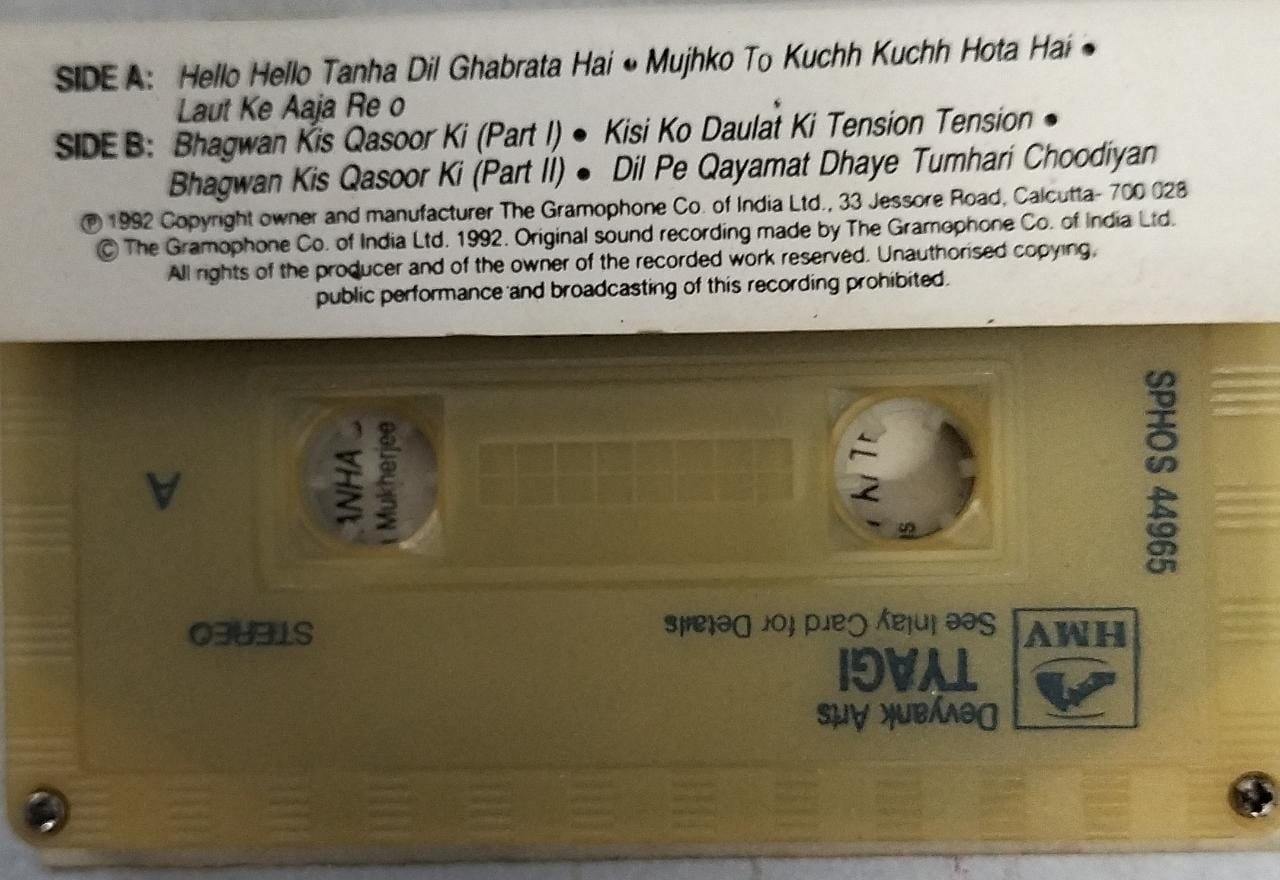 SIDE A: Hello Hello Tanha Dil Ghabrata Hai • Mujhko To Kuchh Kuchh Hota Hai •
Laut Ke Aaja Re o
SIDE B: Bhagwan Kis Qasoor Ki (Part I) • Kisi Ko Daulat Ki Tension Tension •
Bhagwan Kis Qasoor Ki (Part II) • Dil Pe Qayamat Dhaye Tumhari Choodiyan
℗ 1992 Copyright owner and manufacturer The Gramophone Co. of India Ltd., 33 Jessore Road, Calcutta- 700 028
© The Gramophone Co. of India Ltd. 1992. Original sound recording made by The Gramophone Co. of India Ltd.
All rights of the producer and of the owner of the recorded work reserved. Unauthorised copying,
public performance and broadcasting of this recording prohibited.
HMV
Devyank Arts
TYAGI
See Inlay Card for Details
STEREO
A
SPHOS 44965
Mukherjee